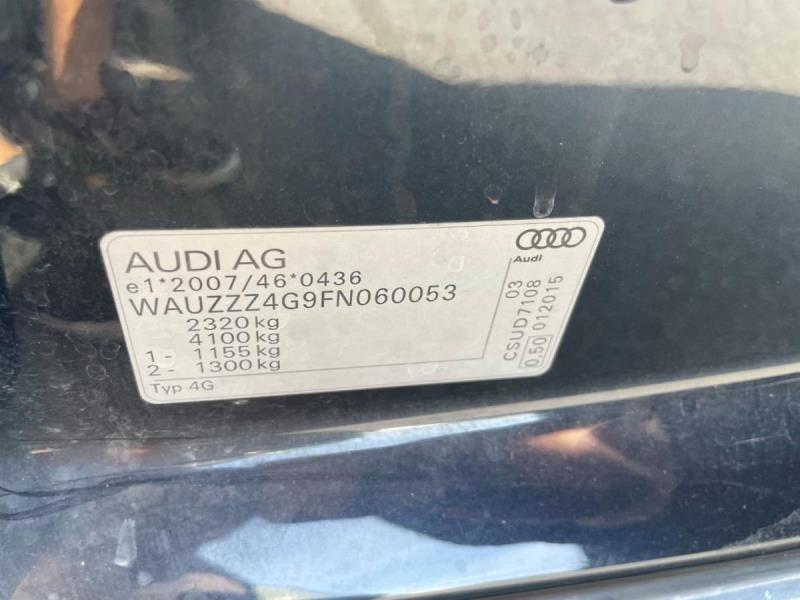 AUDI AG
e1*2007/46*0436
WAUZZZ4G9FN060053
2320 kg
4100 kg
1 - 1155 kg
2 - 1300 kg
Typ 4G
Audi
03
CSUD7108
0.50 012015